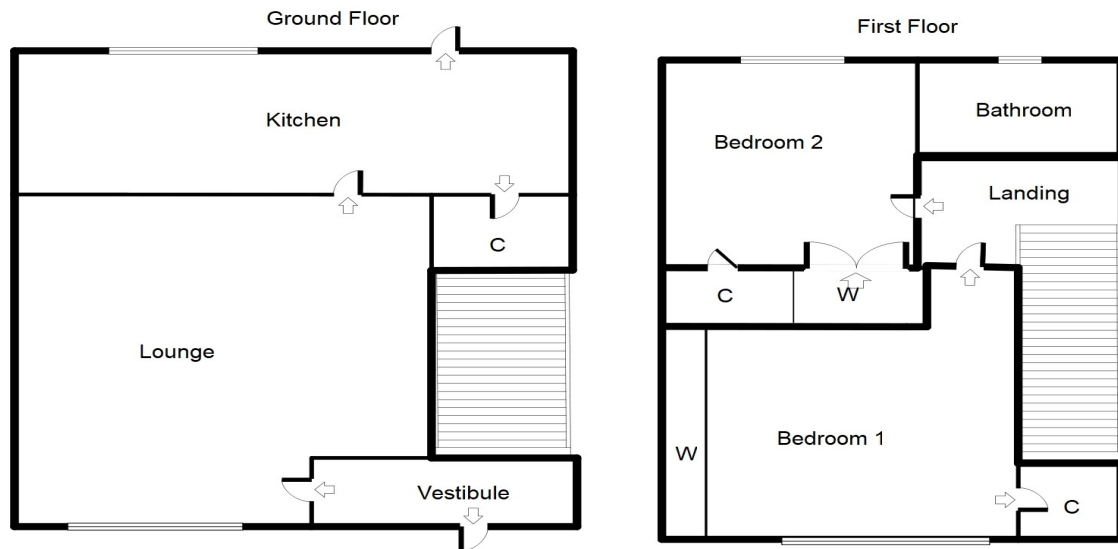 Ground Floor
Kitchen
C
Lounge
Vestibule
First Floor
Bathroom
Bedroom 2
Landing
C
W
Bedroom 1
W
C